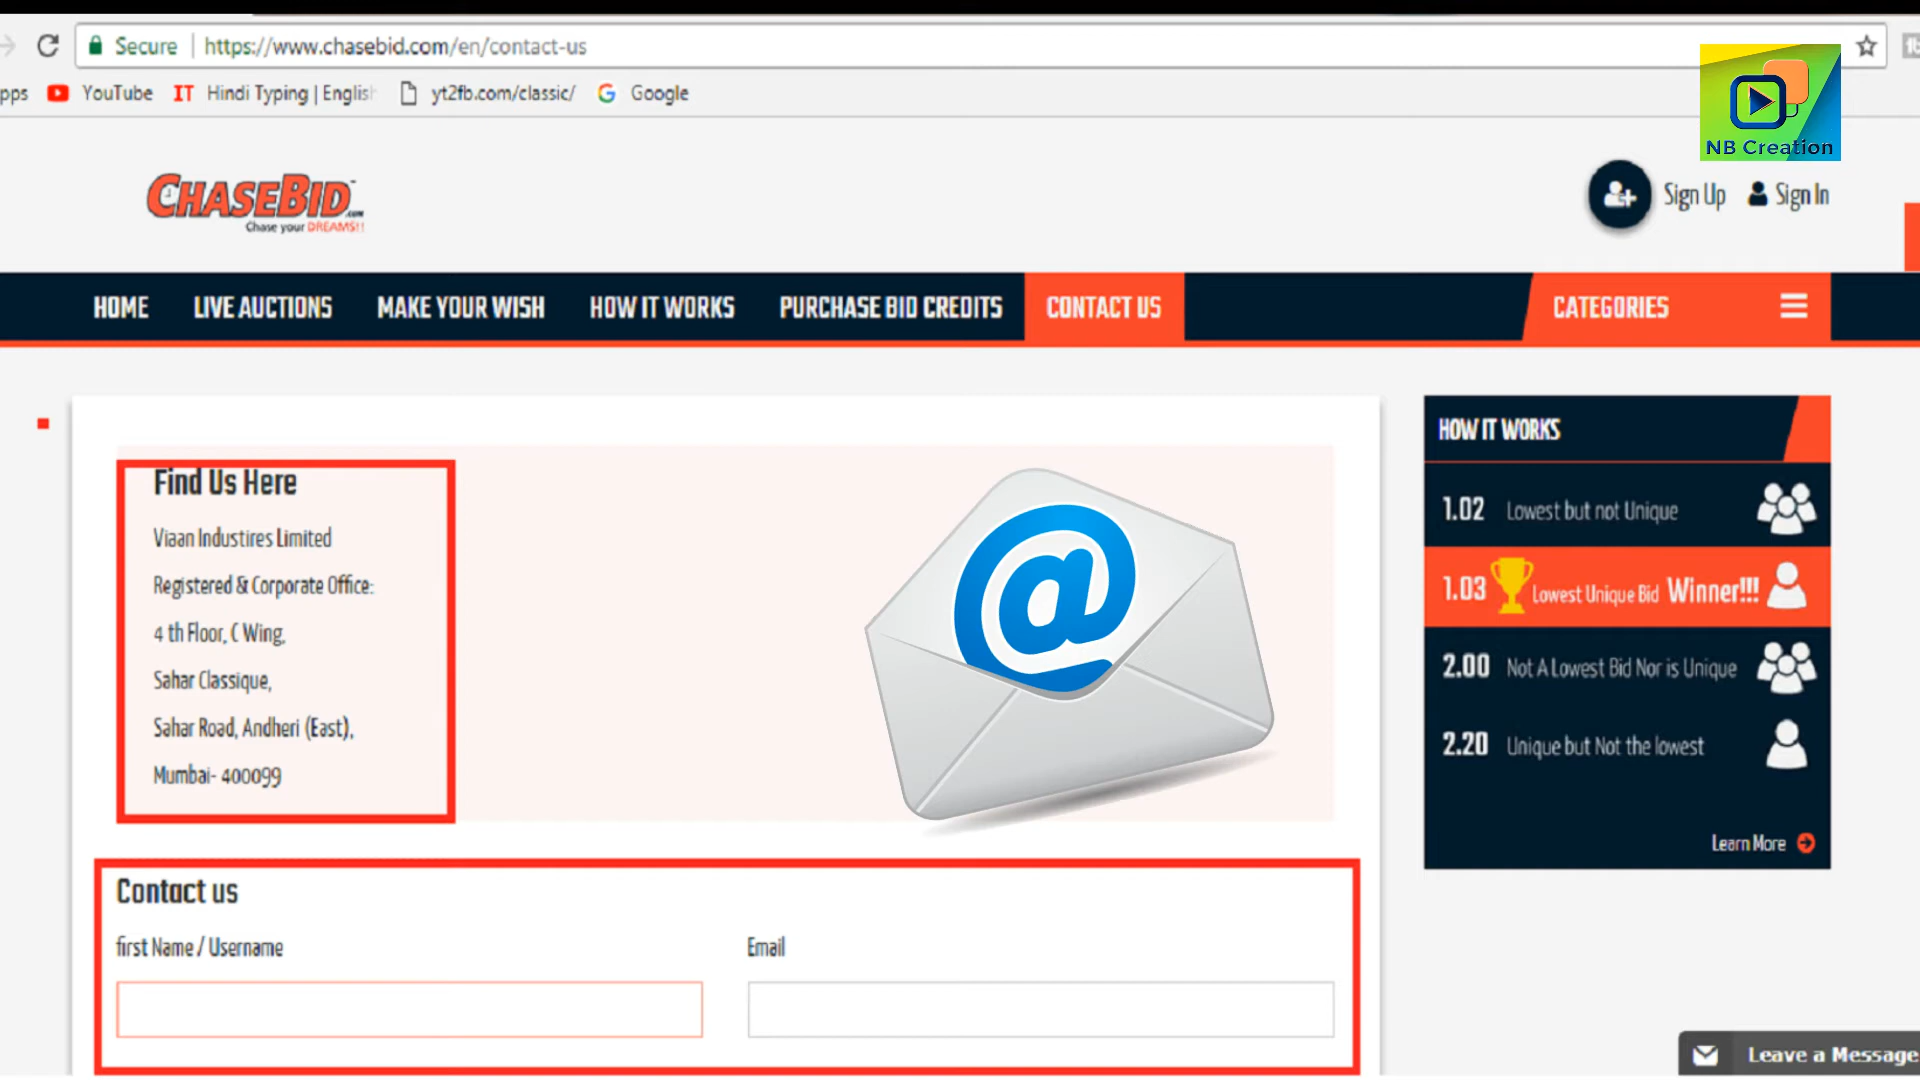 Secure https://www.chasebid.com/en/contact-us
pps YouTube IT Hindi Typing | English yt2fb.com/classic/ G Google
NB Creation
CHASEBID.com
Chase your DREAMS!!
Sign Up Sign In
HOME LIVE AUCTIONS MAKE YOUR WISH HOW IT WORKS PURCHASE BID CREDITS CONTACT US CATEGORIES
Find Us Here
Viaan Industires Limited
Registered & Corporate Office:
4 th Floor, C Wing,
Sahar Classique,
Sahar Road, Andheri (East),
Mumbai- 400099
@
HOW IT WORKS
1.02 Lowest but not Unique
1.03 Lowest Unique Bid Winner!!!
2.00 Not A Lowest Bid Nor is Unique
2.20 Unique but Not the lowest
Learn More
Contact us
first Name / Username Email
Leave a Message